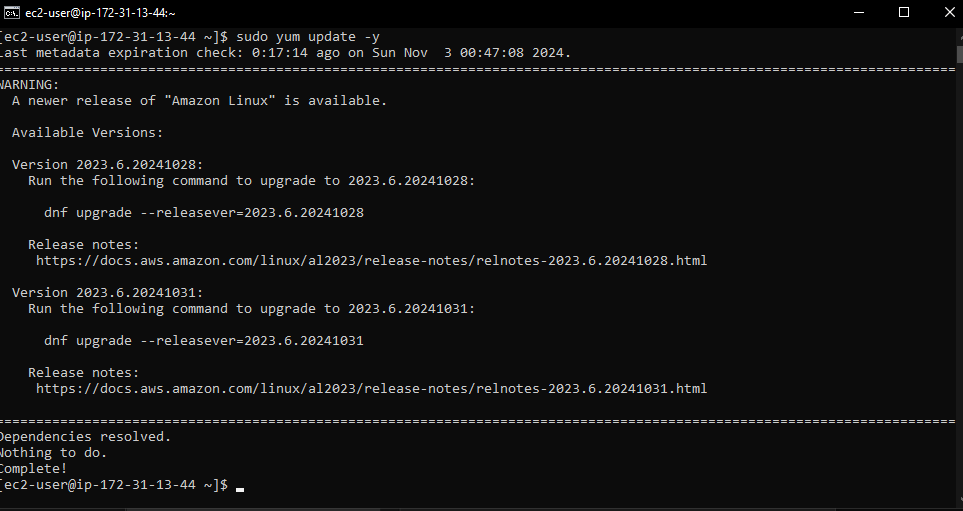 ec2-user@ip-172-31-13-44:~
[ec2-user@ip-172-31-13-44 ~]$ sudo yum update -y
Last metadata expiration check: 0:17:14 ago on Sun Nov  3 00:47:08 2024.
========================================================================================================================
WARNING:
  A newer release of "Amazon Linux" is available.
  Available Versions:
  Version 2023.6.20241028:
    Run the following command to upgrade to 2023.6.20241028:
      dnf upgrade --releasever=2023.6.20241028
    Release notes:
     https://docs.aws.amazon.com/linux/al2023/release-notes/relnotes-2023.6.20241028.html
  Version 2023.6.20241031:
    Run the following command to upgrade to 2023.6.20241031:
      dnf upgrade --releasever=2023.6.20241031
    Release notes:
     https://docs.aws.amazon.com/linux/al2023/release-notes/relnotes-2023.6.20241031.html
========================================================================================================================
Dependencies resolved.
Nothing to do.
Complete!
[ec2-user@ip-172-31-13-44 ~]$